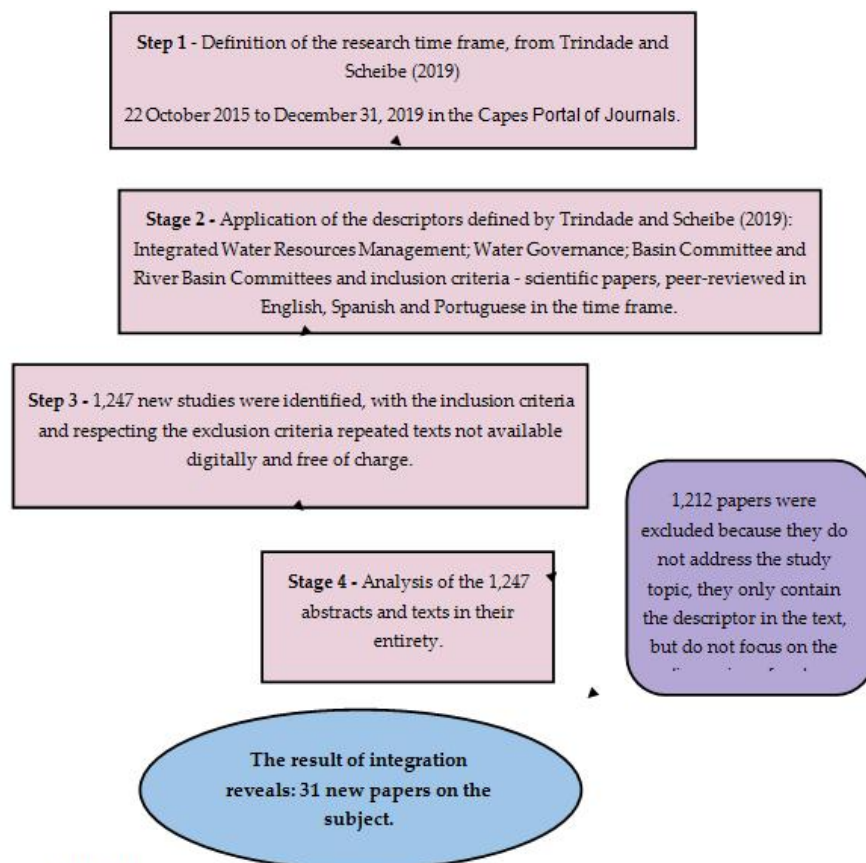 Step 1 - Definition of the research time frame, from Trindade and
Scheibe (2019)
22 October 2015 to December 31, 2019 in the Capes Portal of Journals.
Stage 2 - Application of the descriptors defined by Trindade and Scheibe (2019):
Integrated Water Resources Management; Water Governance; Basin Committee and
River Basin Committees and inclusion criteria - scientific papers, peer-reviewed in
English, Spanish and Portuguese in the time frame.
Step 3 - 1,247 new studies were identified, with the inclusion criteria
and respecting the exclusion criteria repeated texts not available
digitally and free of charge.
1,212 papers were
excluded because they do
not address the study
topic, they only contain
the descriptor in the text,
but do not focus on the
Stage 4 - Analysis of the 1,247
abstracts and texts in their
entirety.
The result of integration
reveals: 31 new papers on the
subject.